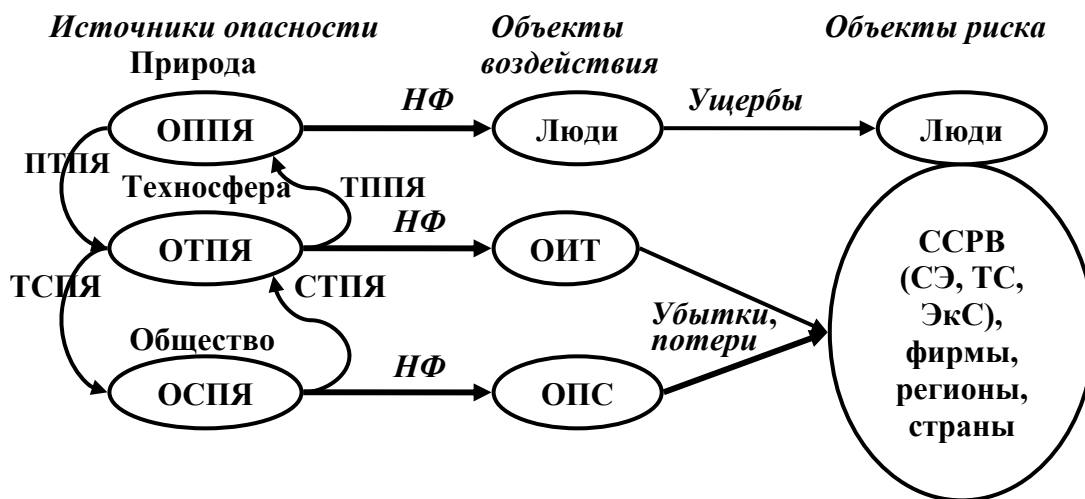 Источники опасности
Объекты
воздействия
Объекты риска
Природа
ОППЯ
НФ
Люди
Ущербы
Люди
ПТПЯ
Техносфера
ТППЯ
ОТПЯ
НФ
ОИТ
ТСПЯ
СТПЯ
Убытки,
потери
Общество
ОСПЯ
НФ
ОПС
ССРВ
(СЭ, ТС,
ЭкС),
фирмы,
регионы,
страны